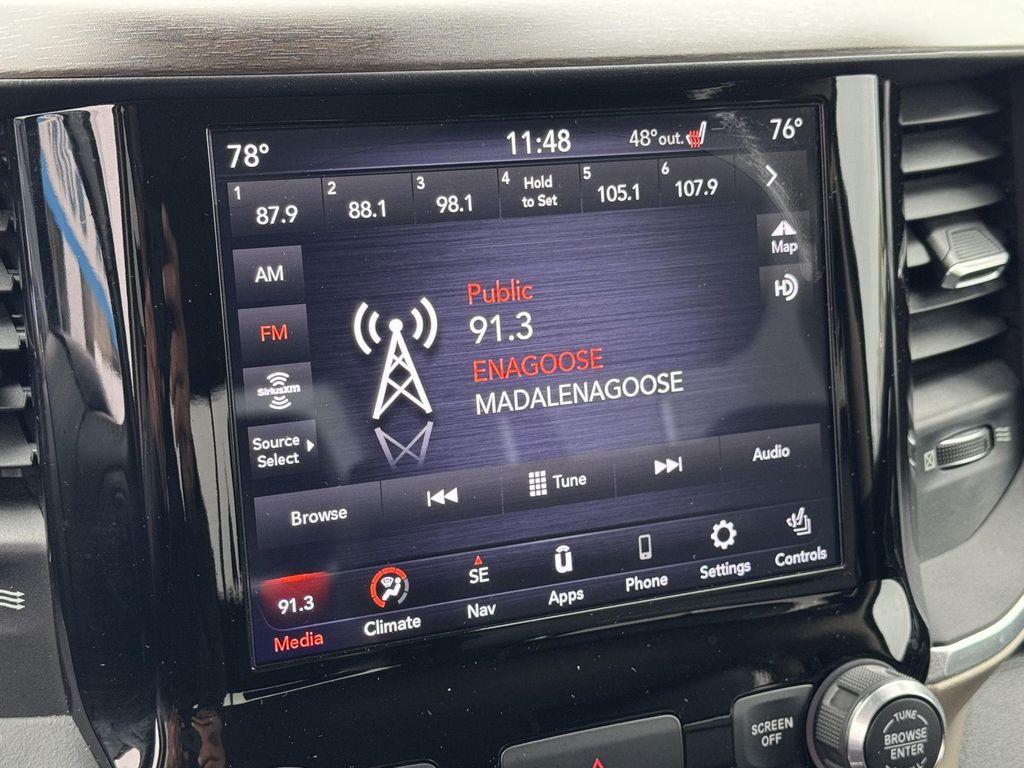 78° 11:48 48°out. 76°
1 87.9 2 88.1 3 98.1 4 Hold to Set 5 105.1 6 107.9
Map
AM
HD
Public
FM
91.3
ENAGOOSE
MADALENAGOOSE
SiriusXM
Source
Select
Browse Tune Audio
91.3 SE
Media Climate Nav Apps Phone Settings Controls
SCREEN
OFF
TUNE
BROWSE
ENTER